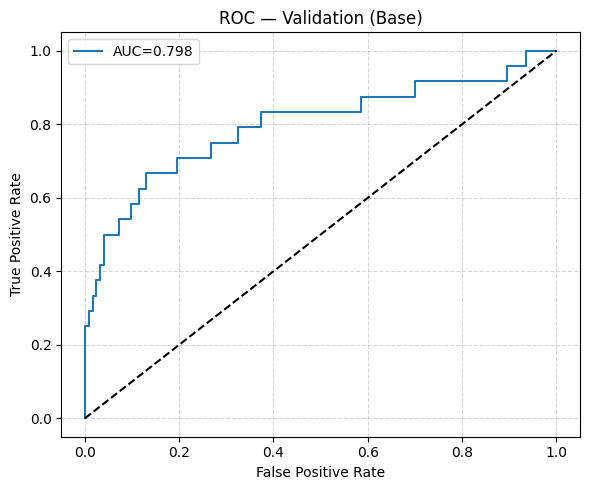 ROC — Validation (Base)
AUC=0.798
True Positive Rate
1.0
0.8
0.6
0.4
0.2
0.0
0.0 0.2 0.4 0.6 0.8 1.0
False Positive Rate